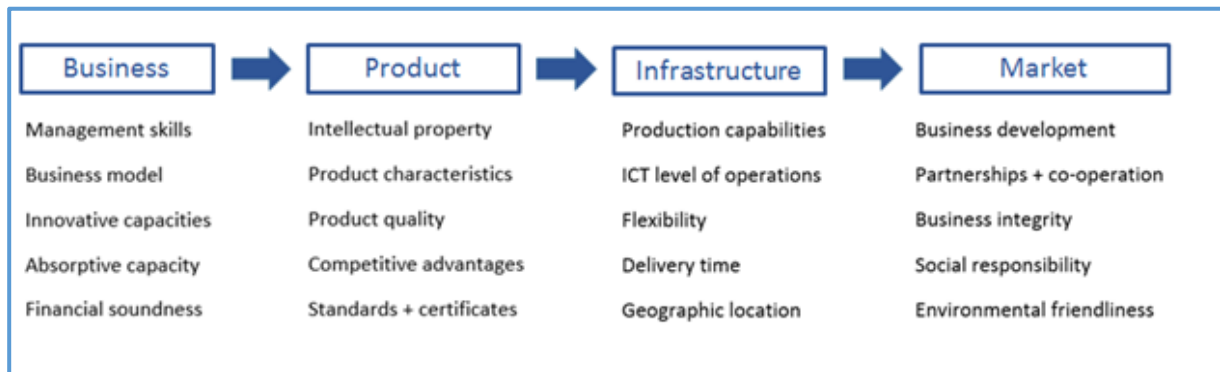 Business
Product
Infrastructure
Market
Management skills
Business model
Innovative capacities
Absorptive capacity
Financial soundness
Intellectual property
Product characteristics
Product quality
Competitive advantages
Standards + certificates
Production capabilities
ICT level of operations
Flexibility
Delivery time
Geographic location
Business development
Partnerships + co-operation
Business integrity
Social responsibility
Environmental friendliness